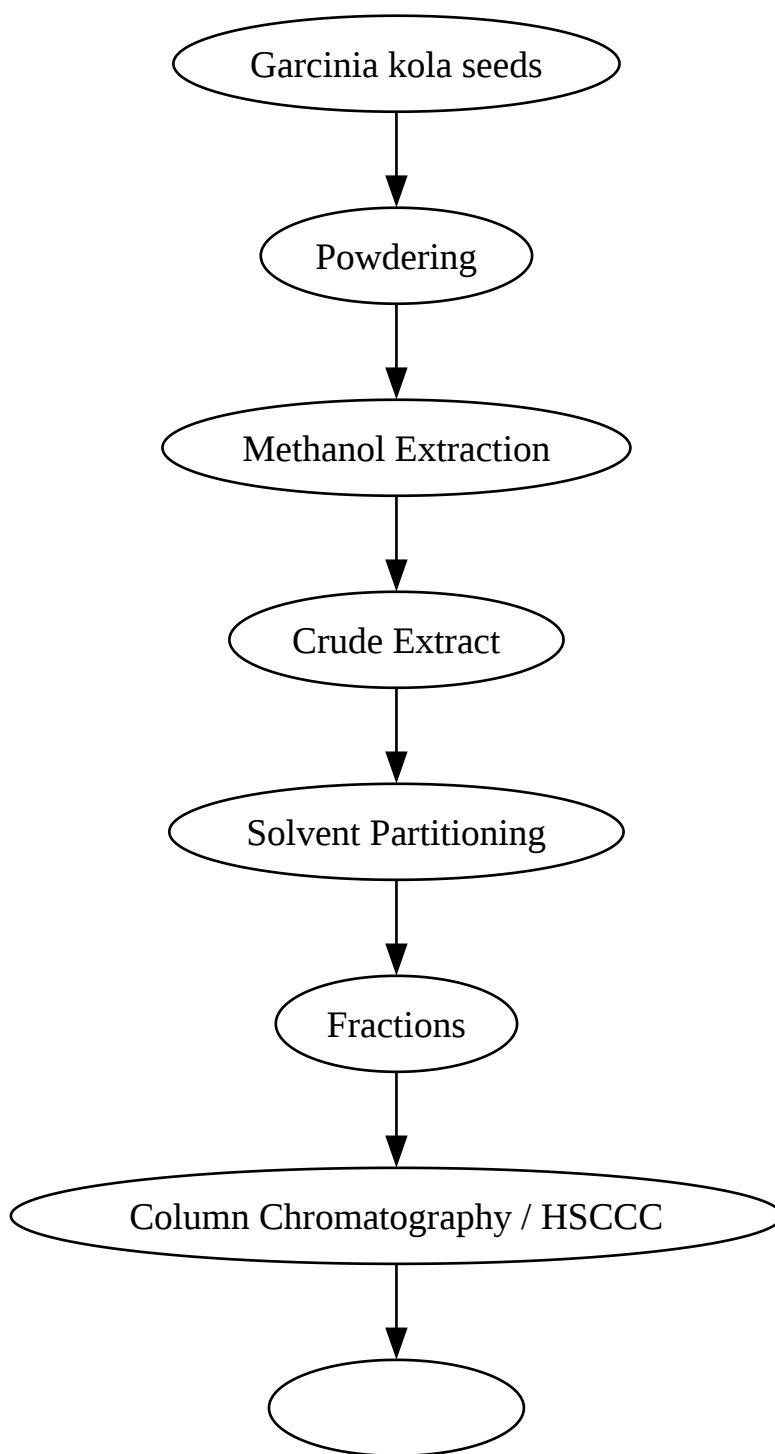 Garcinia kola seeds
Powdering
Methanol Extraction
Crude Extract
Solvent Partitioning
Fractions
Column Chromatography / HSCCC